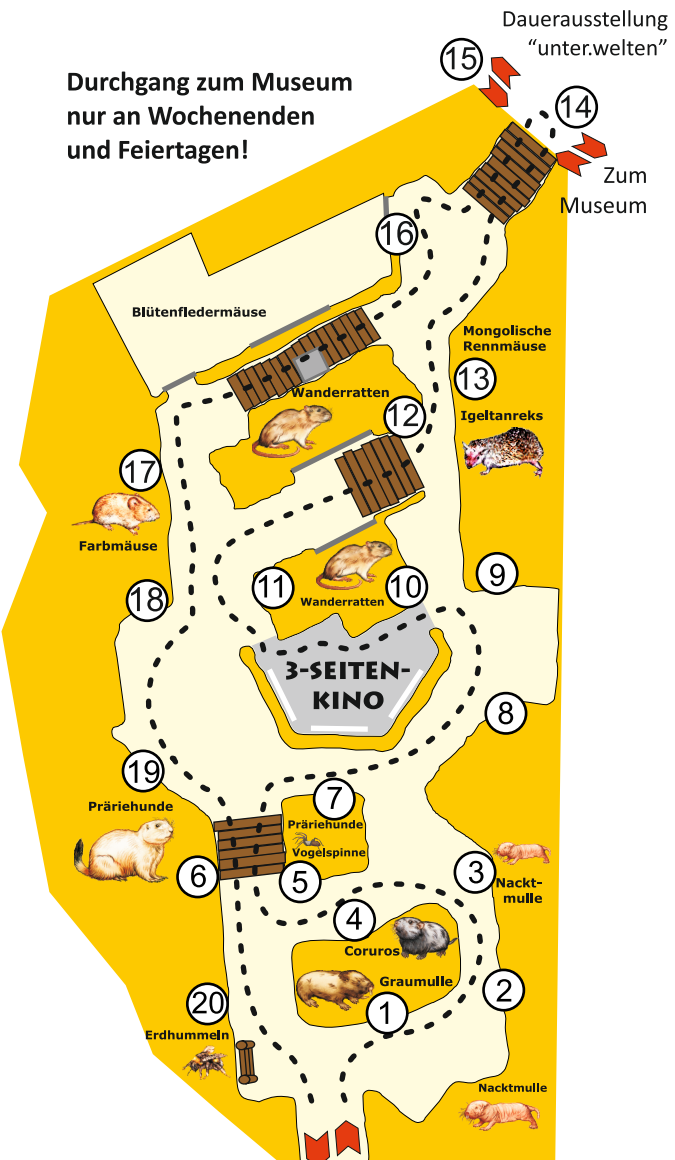 Dauerausstellung
“unter.welten”
15
Durchgang zum Museum
nur an Wochenenden
und Feiertagen!
14
Zum
Museum
16
Blütenfledermäuse
Mongolische
Rennmäuse
13
Wanderratten
12
Igeltanreks
17
Farbmäuse
9
18
11
10
Wanderratten
3-SEITEN-
KINO
8
19
7
Präriehunde
Präriehunde
Vogelspinne
6
5
3
Nackt-
mulle
4
Coruros
Graumulle
2
20
1
Erdhummeln
Nacktmulle